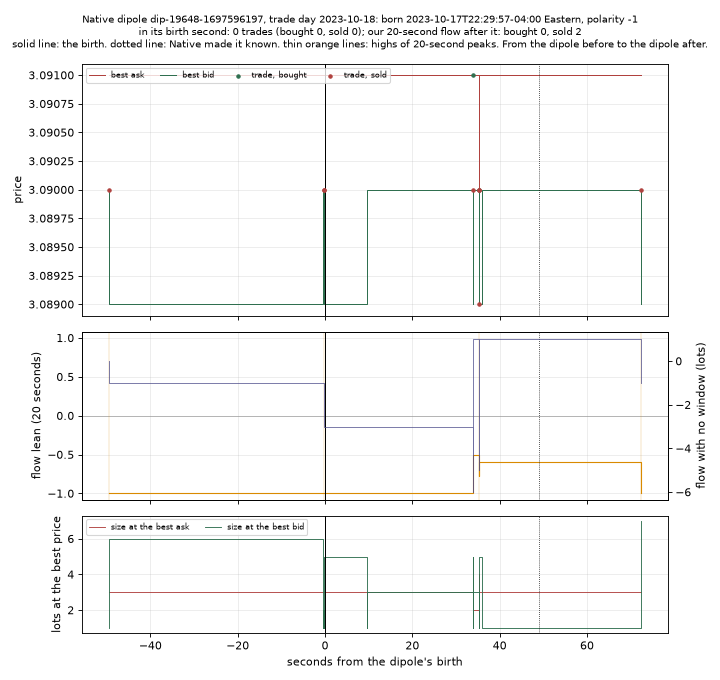 Native dipole dip-19648-1697596197, trade day 2023-10-18: born 2023-10-17T22:29:57-04:00 Eastern, polarity -1
in its birth second: 0 trades (bought 0, sold 0); our 20-second flow after it: bought 0, sold 2
solid line: the birth. dotted line: Native made it known. thin orange lines: highs of 20-second peaks. From the dipole before to the dipole after.
best ask
best bid
trade, bought
trade, sold
3.09100
3.09075
3.09050
3.09025
3.09000
3.08975
3.08950
3.08925
3.08900
price
1.0
0.5
0.0
−0.5
−1.0
flow lean (20 seconds)
0
−2
−4
−6
flow with no window (lots)
size at the best ask
size at the best bid
6
4
2
lots at the best price
−40
−20
0
20
40
60
seconds from the dipole's birth